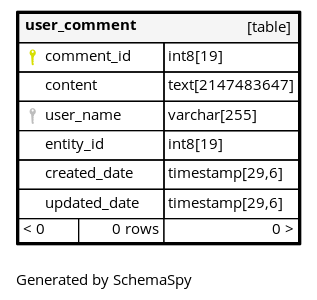 user_comment [table]
comment_id int8[19]
content text[2147483647]
user_name varchar[255]
entity_id int8[19]
created_date timestamp[29,6]
updated_date timestamp[29,6]
< 0 0 rows 0 >
Generated by SchemaSpy